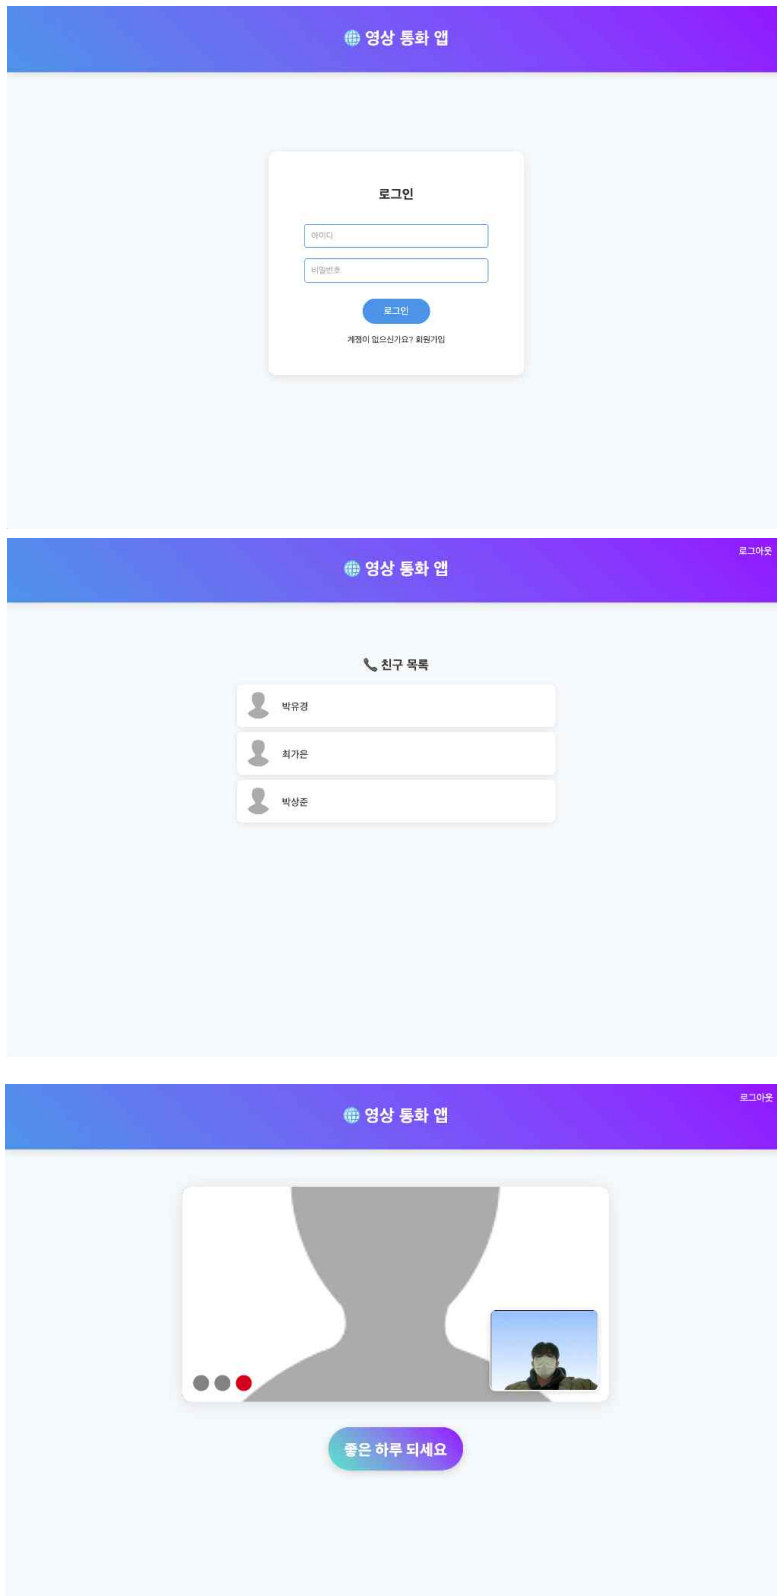 영상 통화 앱
로그인
아이디
비밀번호
로그인
계정이 없으신가요? 회원가입
로그아웃
영상 통화 앱
친구 목록
박유경
최가은
박상준
로그아웃
영상 통화 앱
좋은 하루 되세요